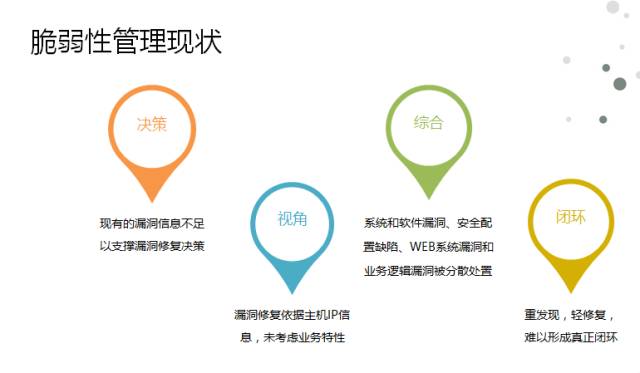 脆弱性管理现状
决策
现有的漏洞信息不足
以支撑漏洞修复决策
视角
漏洞修复依据主机IP信
息，未考虑业务特性
综合
系统和软件漏洞、安全配
置缺陷、WEB系统漏洞和
业务逻辑漏洞被分散处置
闭环
重发现，轻修复，
难以形成真正闭环